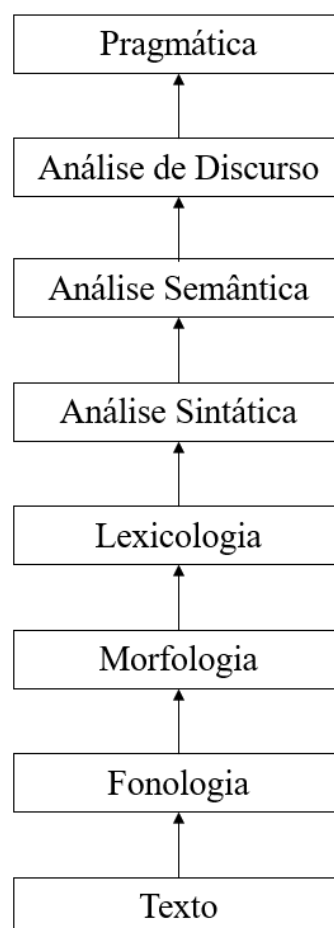 Pragmática
Análise de Discurso
Análise Semântica
Análise Sintática
Lexicologia
Morfologia
Fonologia
Texto